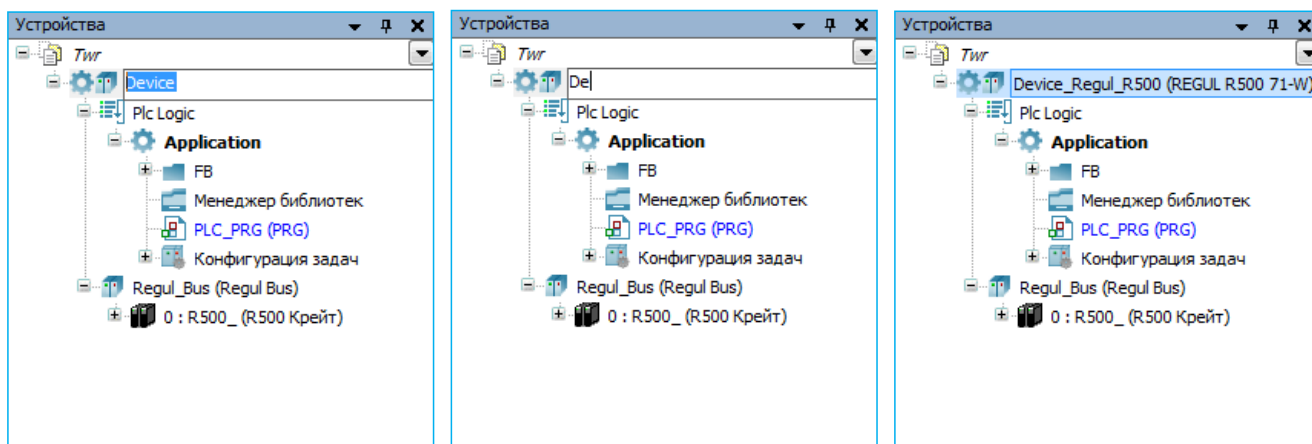 Устройства
Twr
Device
Plc Logic
Application
FB
Менеджер библиотек
PLC_PRG (PRG)
Конфигурация задач
Regul_Bus (Regul Bus)
0 : R500_ (R500 Крейт)
Устройства
Twr
De
Plc Logic
Application
FB
Менеджер библиотек
PLC_PRG (PRG)
Конфигурация задач
Regul_Bus (Regul Bus)
0 : R500_ (R500 Крейт)
Устройства
Twr
Device_Regul_R500 (REGUL R500 71-W)
Plc Logic
Application
FB
Менеджер библиотек
PLC_PRG (PRG)
Конфигурация задач
Regul_Bus (Regul Bus)
0 : R500_ (R500 Крейт)